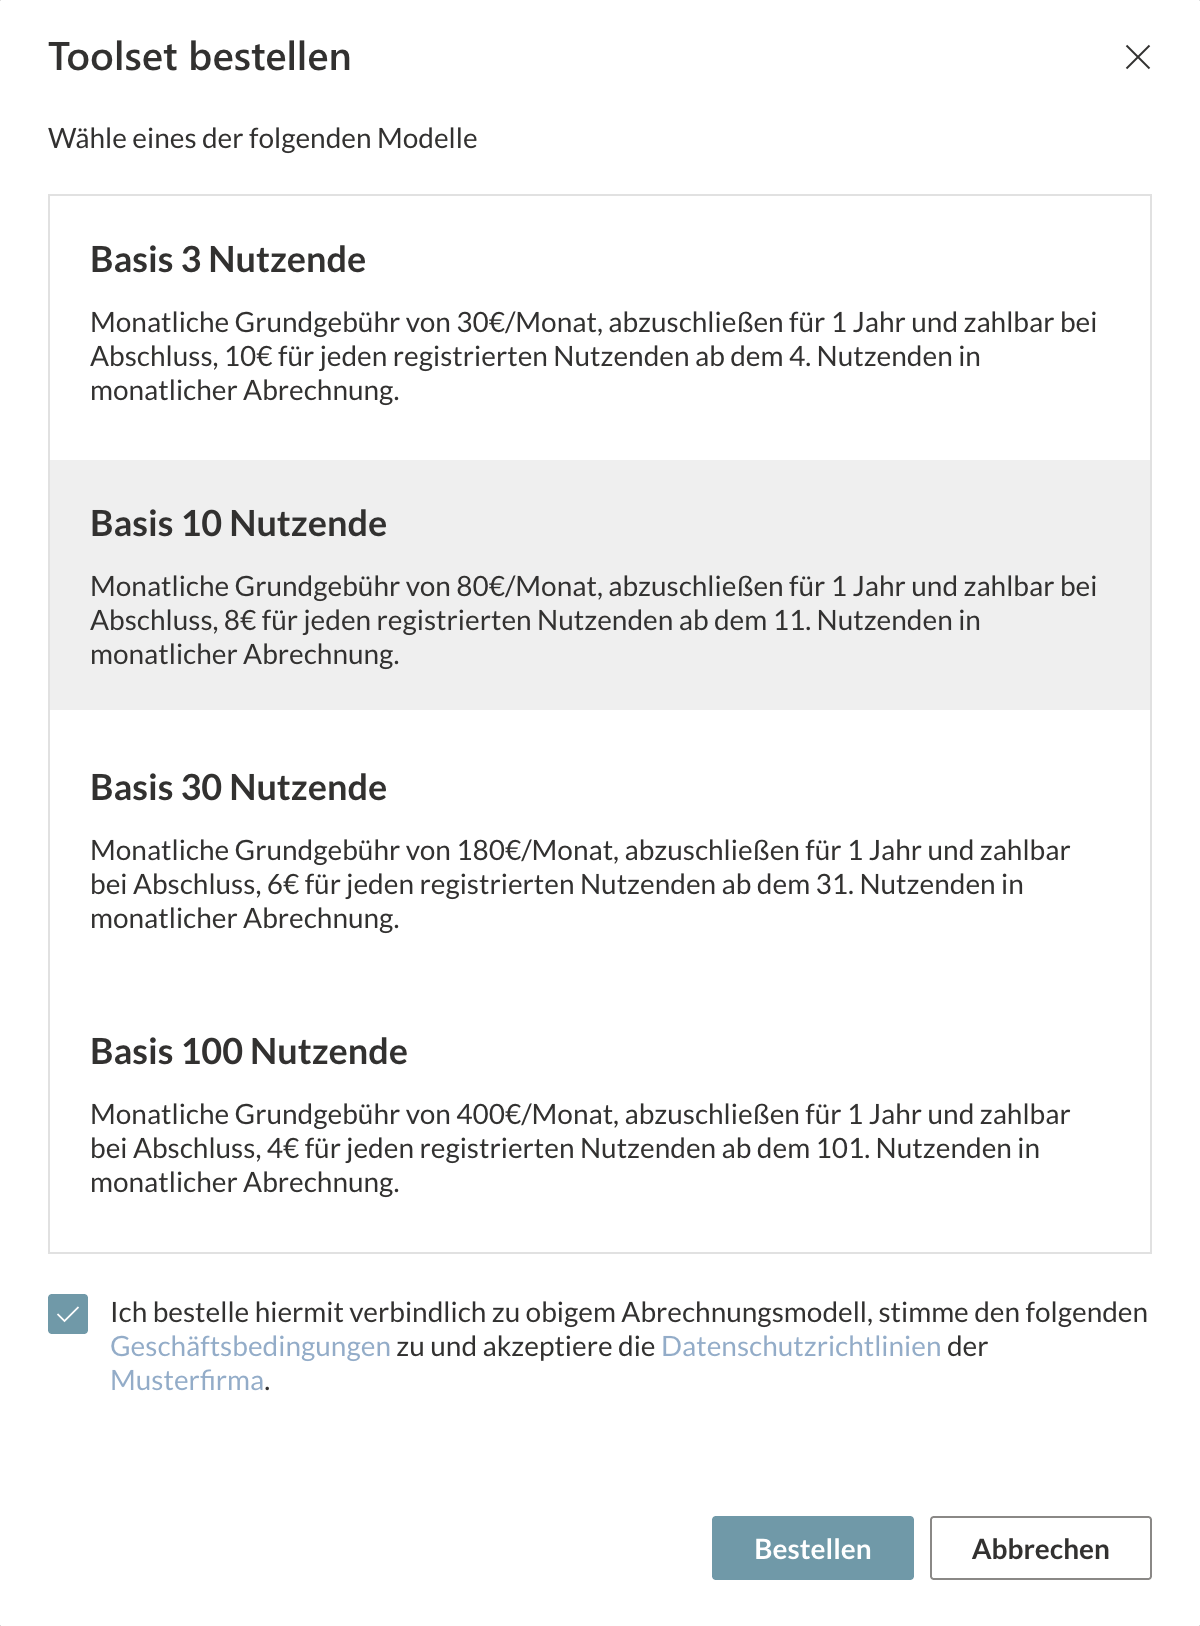 Toolset bestellen
Wähle eines der folgenden Modelle
Basis 3 Nutzende
Monatliche Grundgebühr von 30€/Monat, abzuschließen für 1 Jahr und zahlbar bei
Abschluss, 10€ für jeden registrierten Nutzenden ab dem 4. Nutzenden in
monatlicher Abrechnung.
Basis 10 Nutzende
Monatliche Grundgebühr von 80€/Monat, abzuschließen für 1 Jahr und zahlbar bei
Abschluss, 8€ für jeden registrierten Nutzenden ab dem 11. Nutzenden in
monatlicher Abrechnung.
Basis 30 Nutzende
Monatliche Grundgebühr von 180€/Monat, abzuschließen für 1 Jahr und zahlbar
bei Abschluss, 6€ für jeden registrierten Nutzenden ab dem 31. Nutzenden in
monatlicher Abrechnung.
Basis 100 Nutzende
Monatliche Grundgebühr von 400€/Monat, abzuschließen für 1 Jahr und zahlbar
bei Abschluss, 4€ für jeden registrierten Nutzenden ab dem 101. Nutzenden in
monatlicher Abrechnung.
Ich bestelle hiermit verbindlich zu obigem Abrechnungsmodell, stimme den folgenden
Geschäftsbedingungen zu und akzeptiere die Datenschutzrichtlinien der
Musterfirma.
Bestellen
Abbrechen